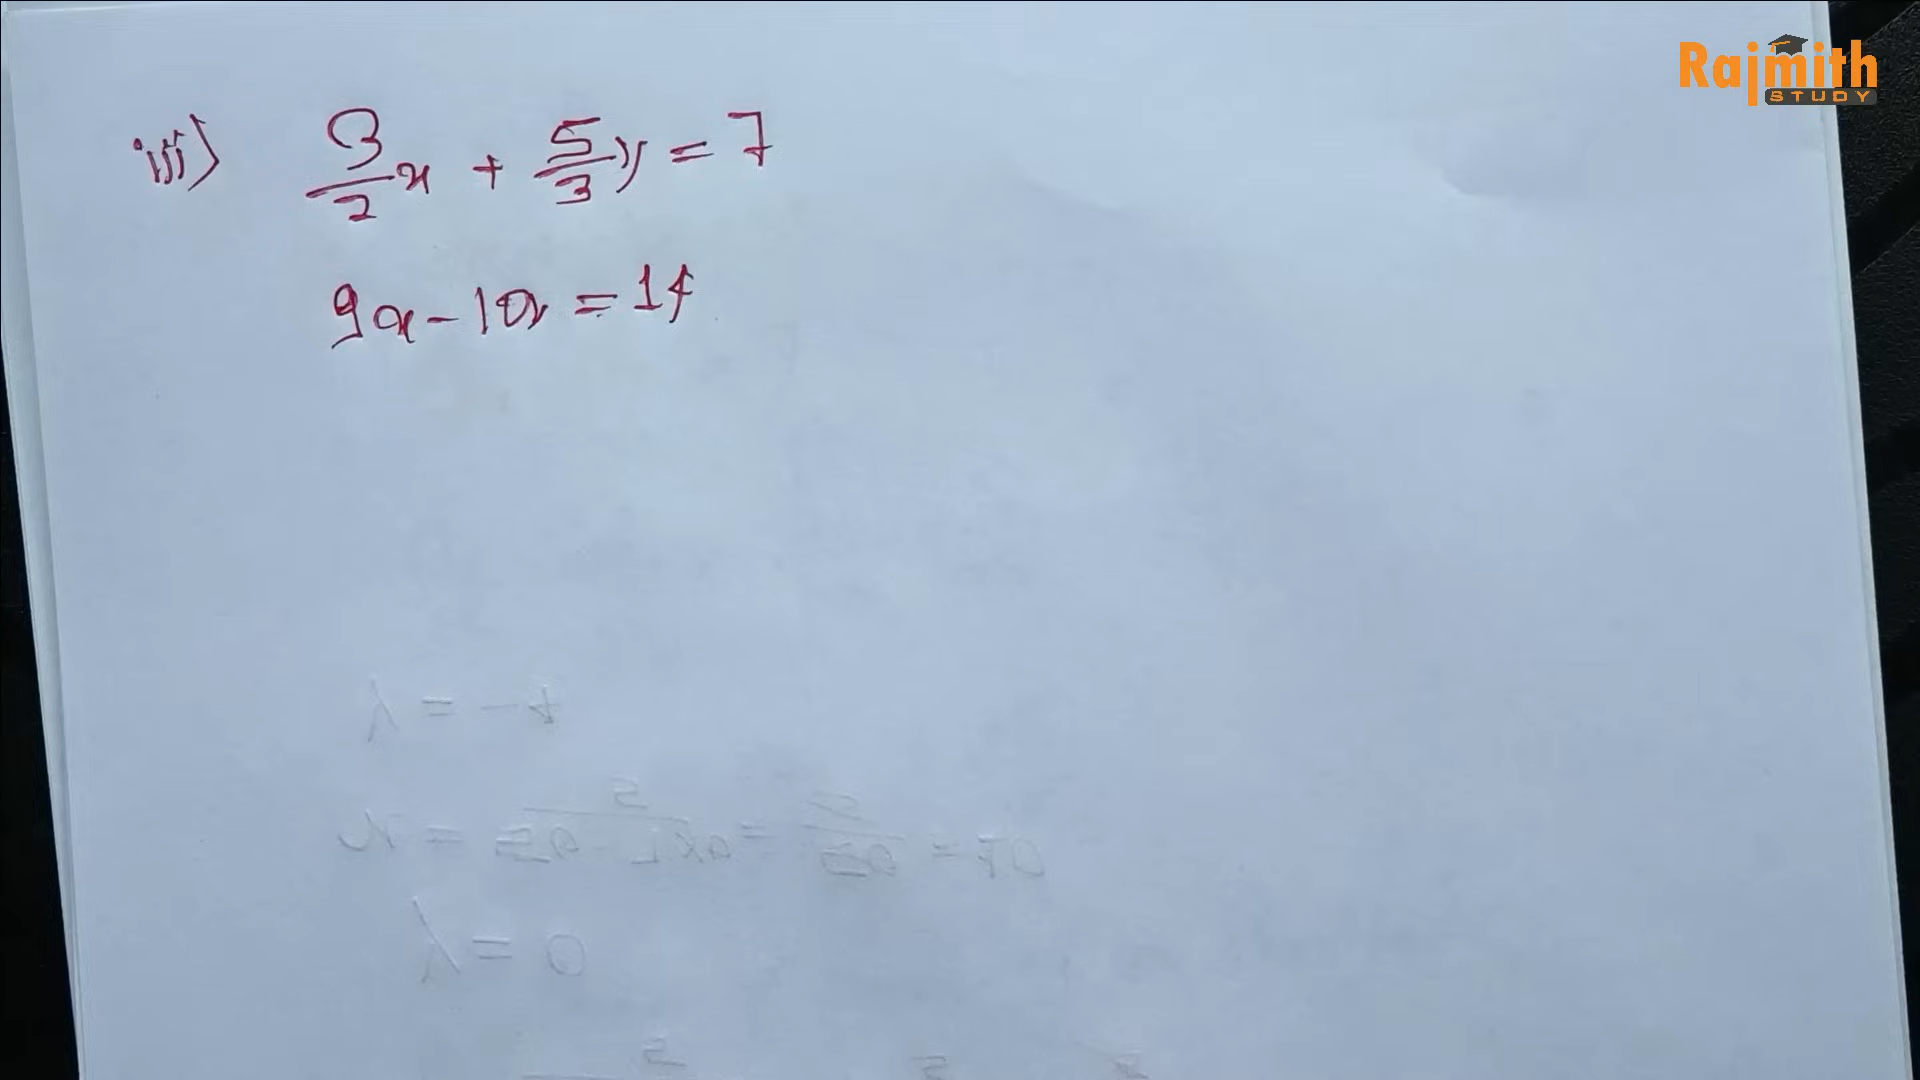 Rajmith
STUDY
iii) 3/2 x + 5/3 y = 7
9x - 10y = 14